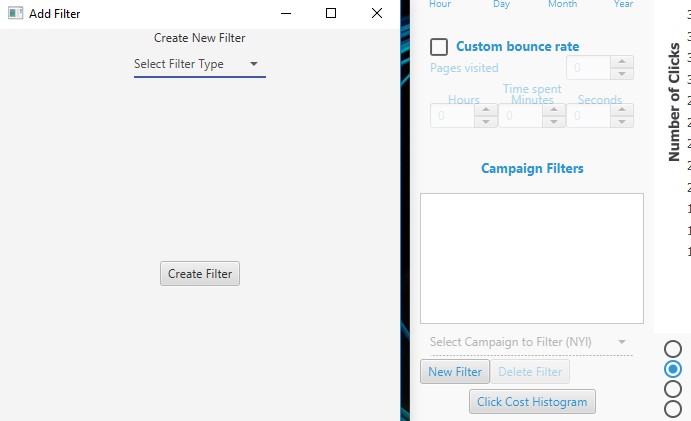 Add Filter
Create New Filter
Select Filter Type
Create Filter
Hour Day Month Year
Custom bounce rate
Pages visited 0
Time spent
Hours Minutes Seconds
0 0 0
Campaign Filters
Select Campaign to Filter (NYI)
New Filter Delete Filter
Click Cost Histogram
Number of Clicks
3
3
3
3
2
2
2
2
2
1
1
1